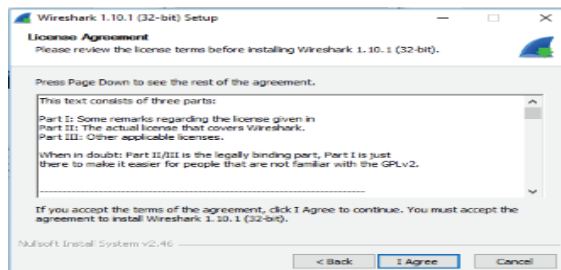 Wireshark 1.10.1 (32-bit) Setup
License Agreement
Please review the license terms before installing Wireshark 1.10.1 (32-bit).
Press Page Down to see the rest of the agreement.
This text consists of three parts:
Part I: Some remarks regarding the license given in
Part II: The actual license that covers Wireshark.
Part III: Other applicable licenses.
When in doubt: Part II/III is the legally binding part, Part I is just
there to make it easier for people that are not familiar with the GPLv2.
If you accept the terms of the agreement, click I Agree to continue. You must accept the
agreement to install Wireshark 1.10.1 (32-bit).
Nullsoft Install System v2.46
< Back I Agree Cancel